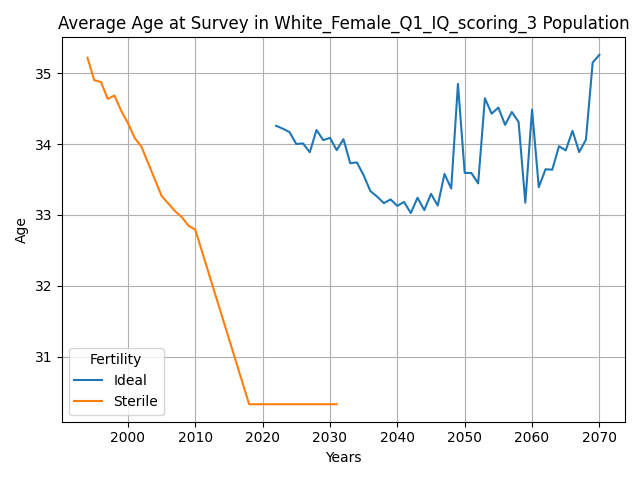 Average Age at Survey in White_Female_Q1_IQ_scoring_3 Population
35
34
33
32
31
Age
Fertility
Ideal
Sterile
2000 2010 2020 2030 2040 2050 2060 2070
Years